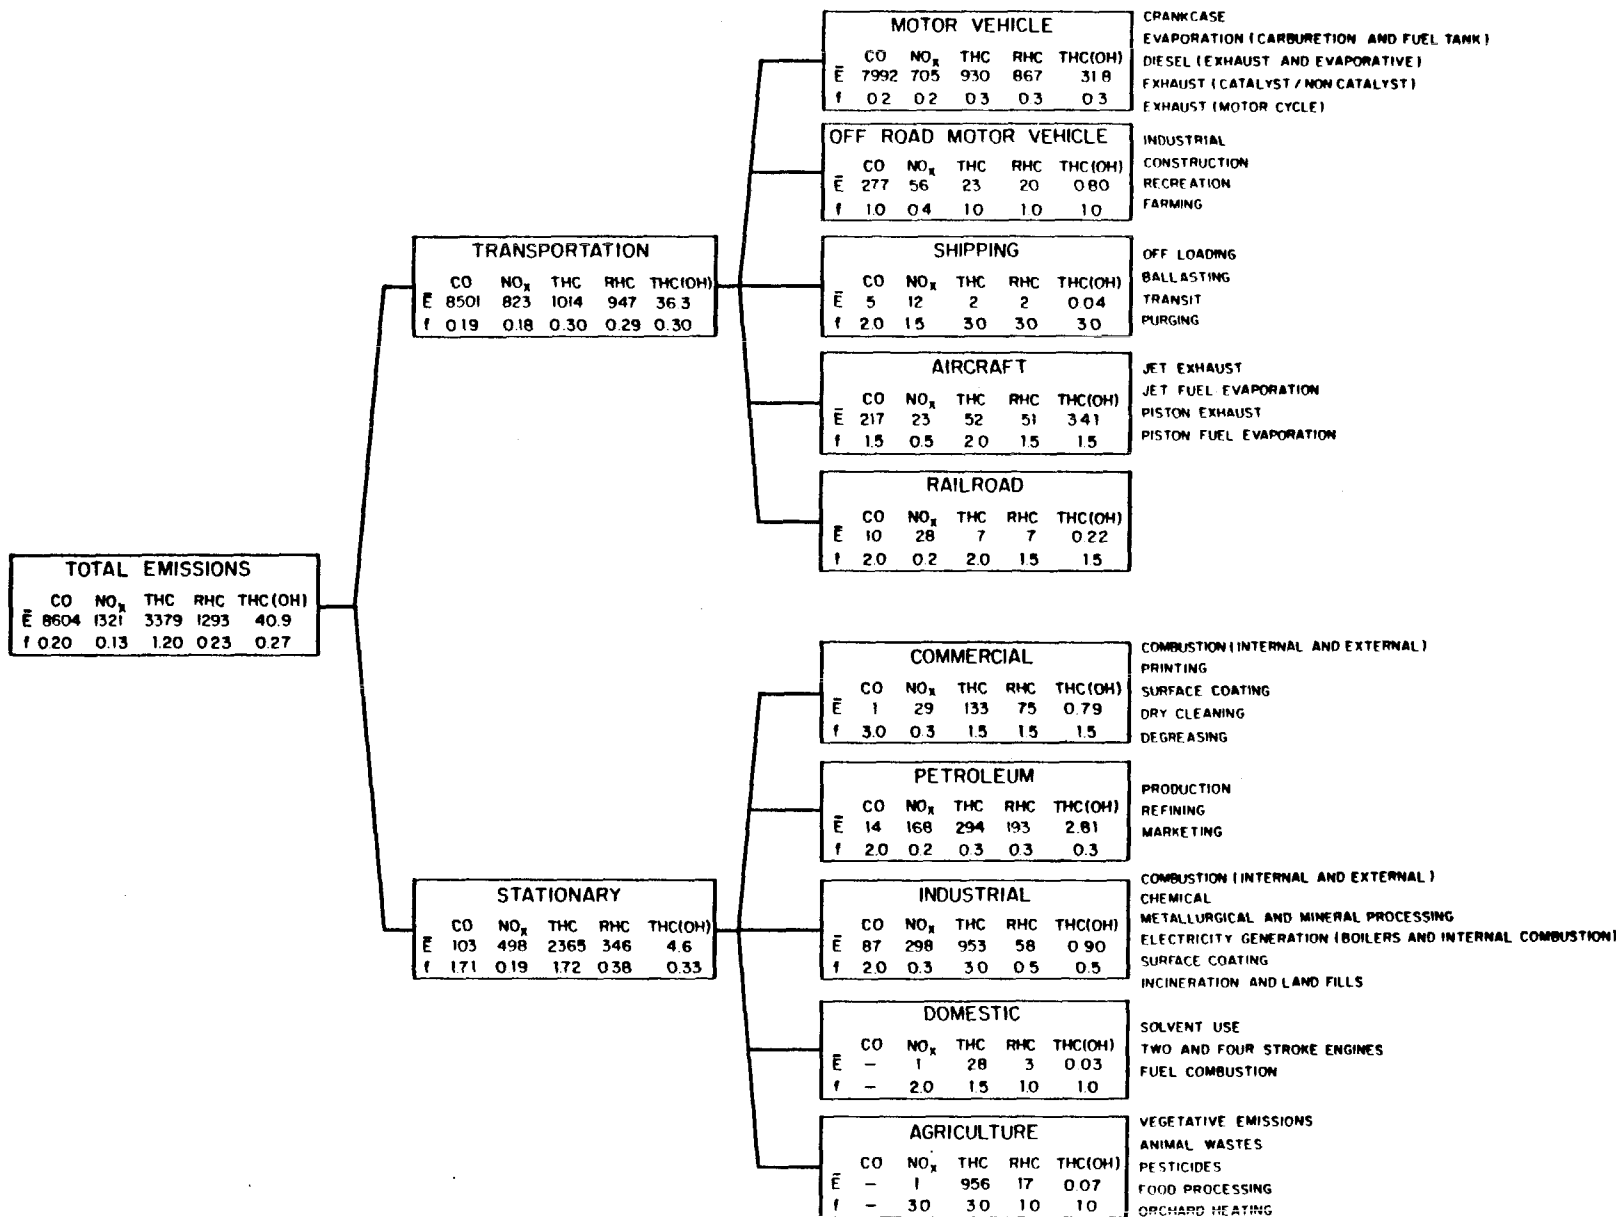 MOTOR VEHICLE
CO NOx THC RHC THC(OH)
Ē 7992 705 930 867 31 8
f 0 2 0 2 0 3 0 3 0 3
CRANKCASE
EVAPORATION (CARBURETION AND FUEL TANK)
DIESEL (EXHAUST AND EVAPORATIVE)
EXHAUST (CATALYST / NON CATALYST)
EXHAUST (MOTOR CYCLE)
OFF ROAD MOTOR VEHICLE
CO NOx THC RHC THC(OH)
Ē 277 56 23 20 0 80
f 1.0 0 4 1 0 1 0 1 0
INDUSTRIAL
CONSTRUCTION
RECREATION
FARMING
TRANSPORTATION
CO NOx THC RHC THC(OH)
Ē 8501 823 1014 947 36.3
f 0.19 0.18 0.30 0.29 0.30
SHIPPING
CO NOx THC RHC THC(OH)
Ē 5 12 2 2 0 04
f 2.0 1 5 3 0 3 0 3 0
OFF LOADING
BALLASTING
TRANSIT
PURGING
AIRCRAFT
CO NOx THC RHC THC(OH)
Ē 217 23 52 51 3 41
f 1.5 0.5 2 0 1.5 1.5
JET EXHAUST
JET FUEL EVAPORATION
PISTON EXHAUST
PISTON FUEL EVAPORATION
RAILROAD
CO NOx THC RHC THC(OH)
Ē 10 28 7 7 0.22
f 2.0 0.2 2.0 1.5 1.5
TOTAL EMISSIONS
CO NOx THC RHC THC(OH)
Ē 8604 1321 3379 1293 40.9
f 0 20 0.13 1.20 0 23 0.27
COMMERCIAL
CO NOx THC RHC THC(OH)
Ē 1 29 133 75 0.79
f 3.0 0.3 1.5 1 5 1.5
COMBUSTION (INTERNAL AND EXTERNAL)
PRINTING
SURFACE COATING
DRY CLEANING
DEGREASING
PETROLEUM
CO NOx THC RHC THC(OH)
Ē 14 168 294 193 2.81
f 2.0 0.2 0.3 0.3 0.3
PRODUCTION
REFINING
MARKETING
STATIONARY
CO NOx THC RHC THC(OH)
Ē 103 498 2365 346 4.6
f 1.71 0 19 1.72 0.38 0.33
INDUSTRIAL
CO NOx THC RHC THC(OH)
Ē 87 298 953 58 0 90
f 2.0 0.3 3 0 0 5 0.5
COMBUSTION (INTERNAL AND EXTERNAL)
CHEMICAL
METALLURGICAL AND MINERAL PROCESSING
ELECTRICITY GENERATION (BOILERS AND INTERNAL COMBUSTION)
SURFACE COATING
INCINERATION AND LAND FILLS
DOMESTIC
CO NOx THC RHC THC(OH)
Ē – 1 28 3 0.03
f – 2.0 1.5 1.0 1.0
SOLVENT USE
TWO AND FOUR STROKE ENGINES
FUEL COMBUSTION
AGRICULTURE
CO NOx THC RHC THC(OH)
Ē – 1 956 17 0.07
f – 3 0 3 0 1 0 1 0
VEGETATIVE EMISSIONS
ANIMAL WASTES
PESTICIDES
FOOD PROCESSING
ORCHARD HEATING